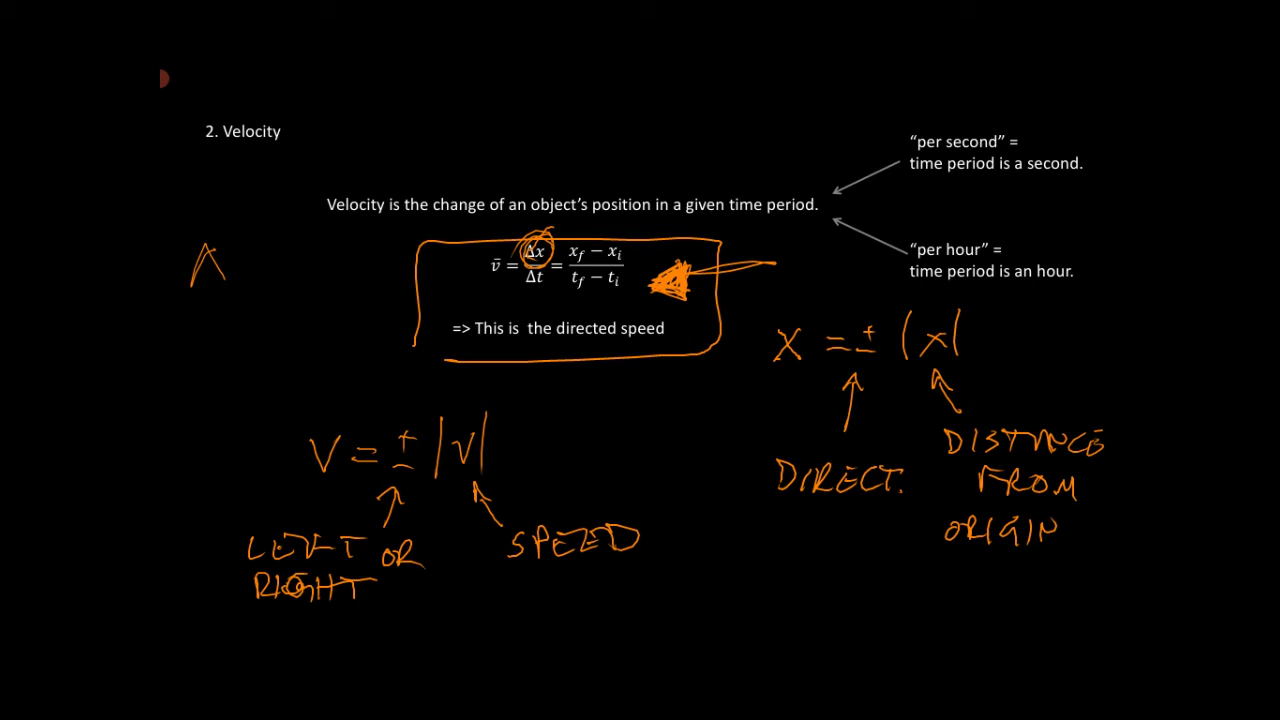 2. Velocity
"per second" =
time period is a second.
Velocity is the change of an object's position in a given time period.
"per hour" =
time period is an hour.
v̄ = Δx/Δt = (x_f − x_i)/(t_f − t_i)
=> This is the directed speed
X = ± |x|
DIRECT.
DISTANCE
FROM
ORIGIN
V = ± |V|
LEFT OR
RIGHT
SPEED